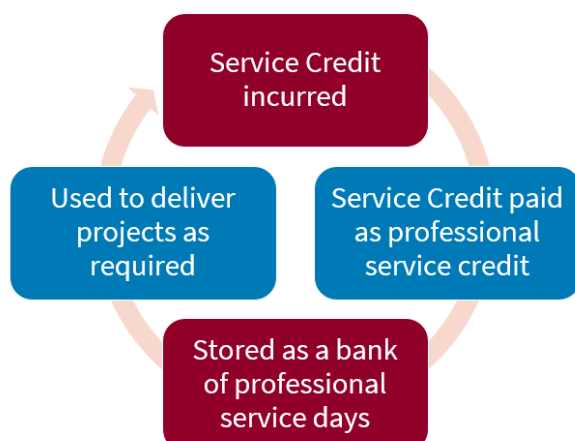 Service Credit
incurred
Service Credit paid
as professional
service credit
Stored as a bank
of professional
service days
Used to deliver
projects as
required